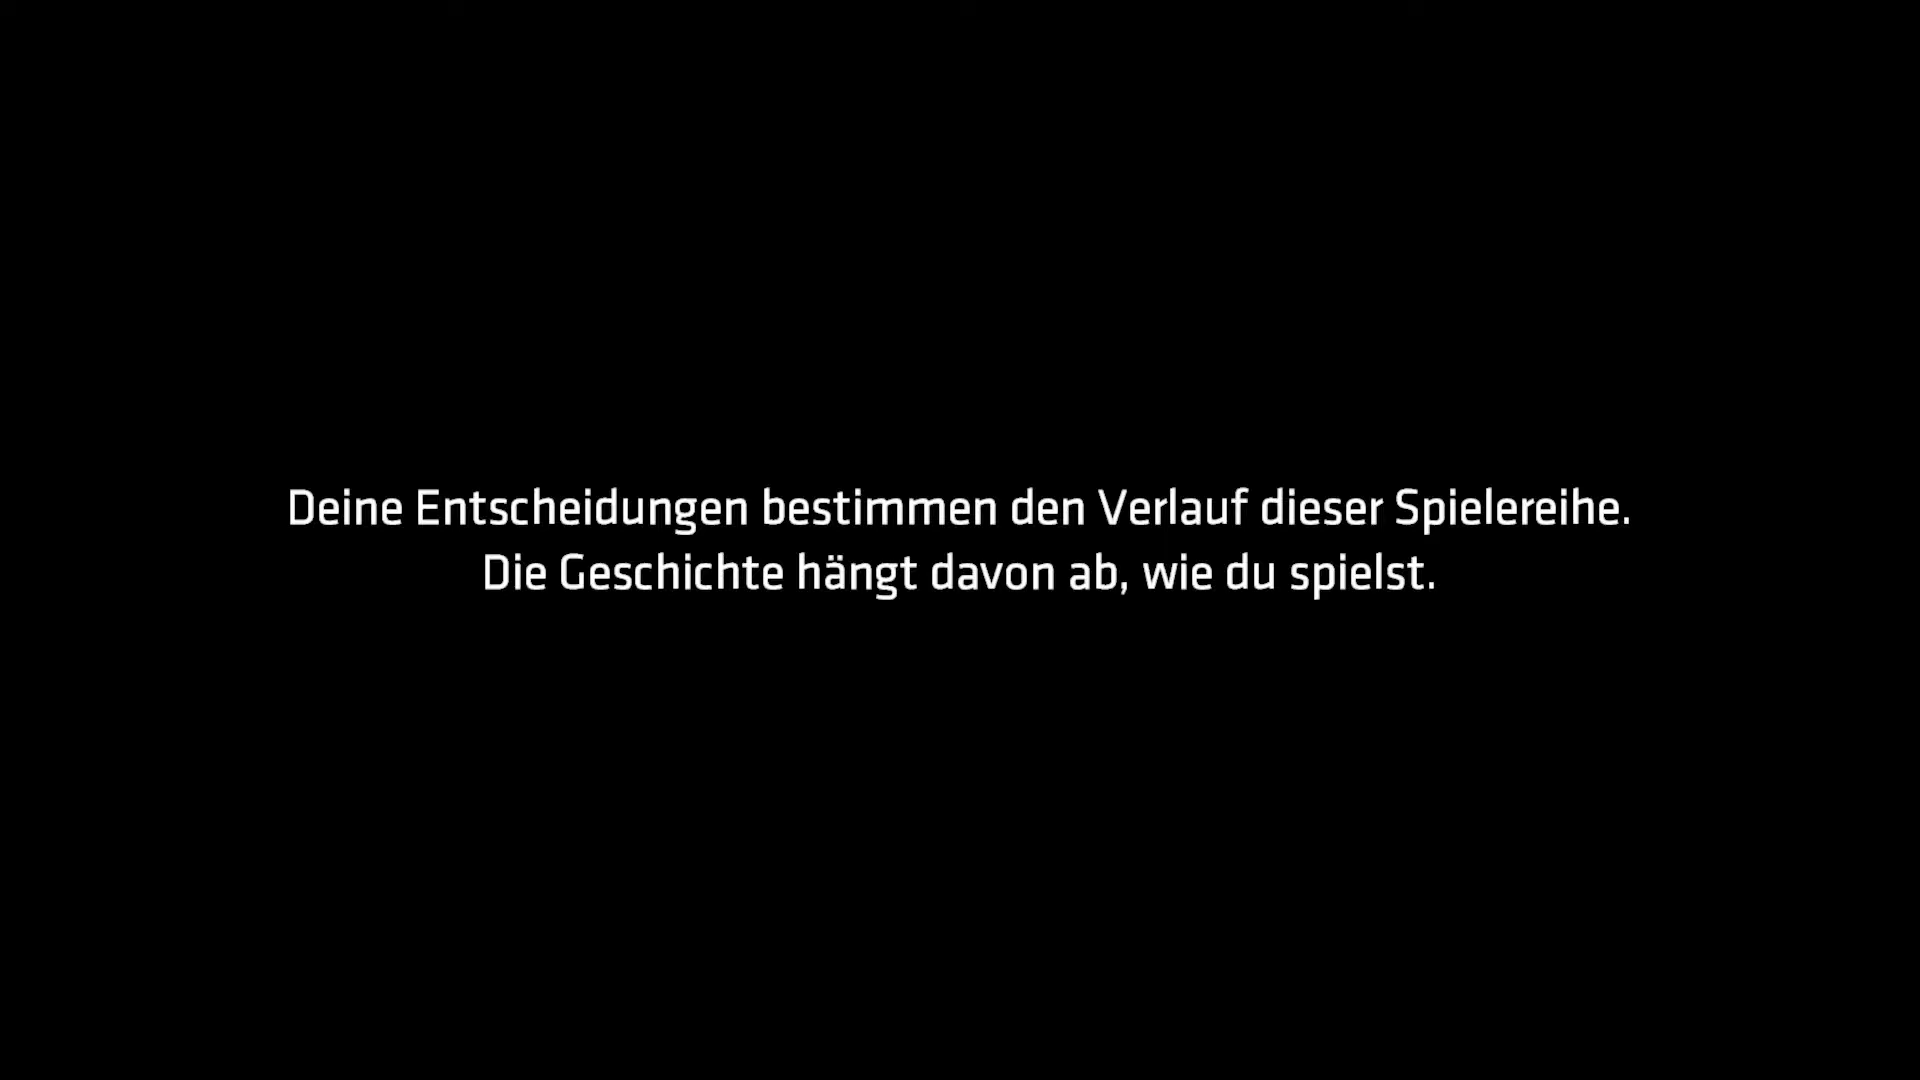 Deine Entscheidungen bestimmen den Verlauf dieser Spielereihe.
Die Geschichte hängt davon ab, wie du spielst.